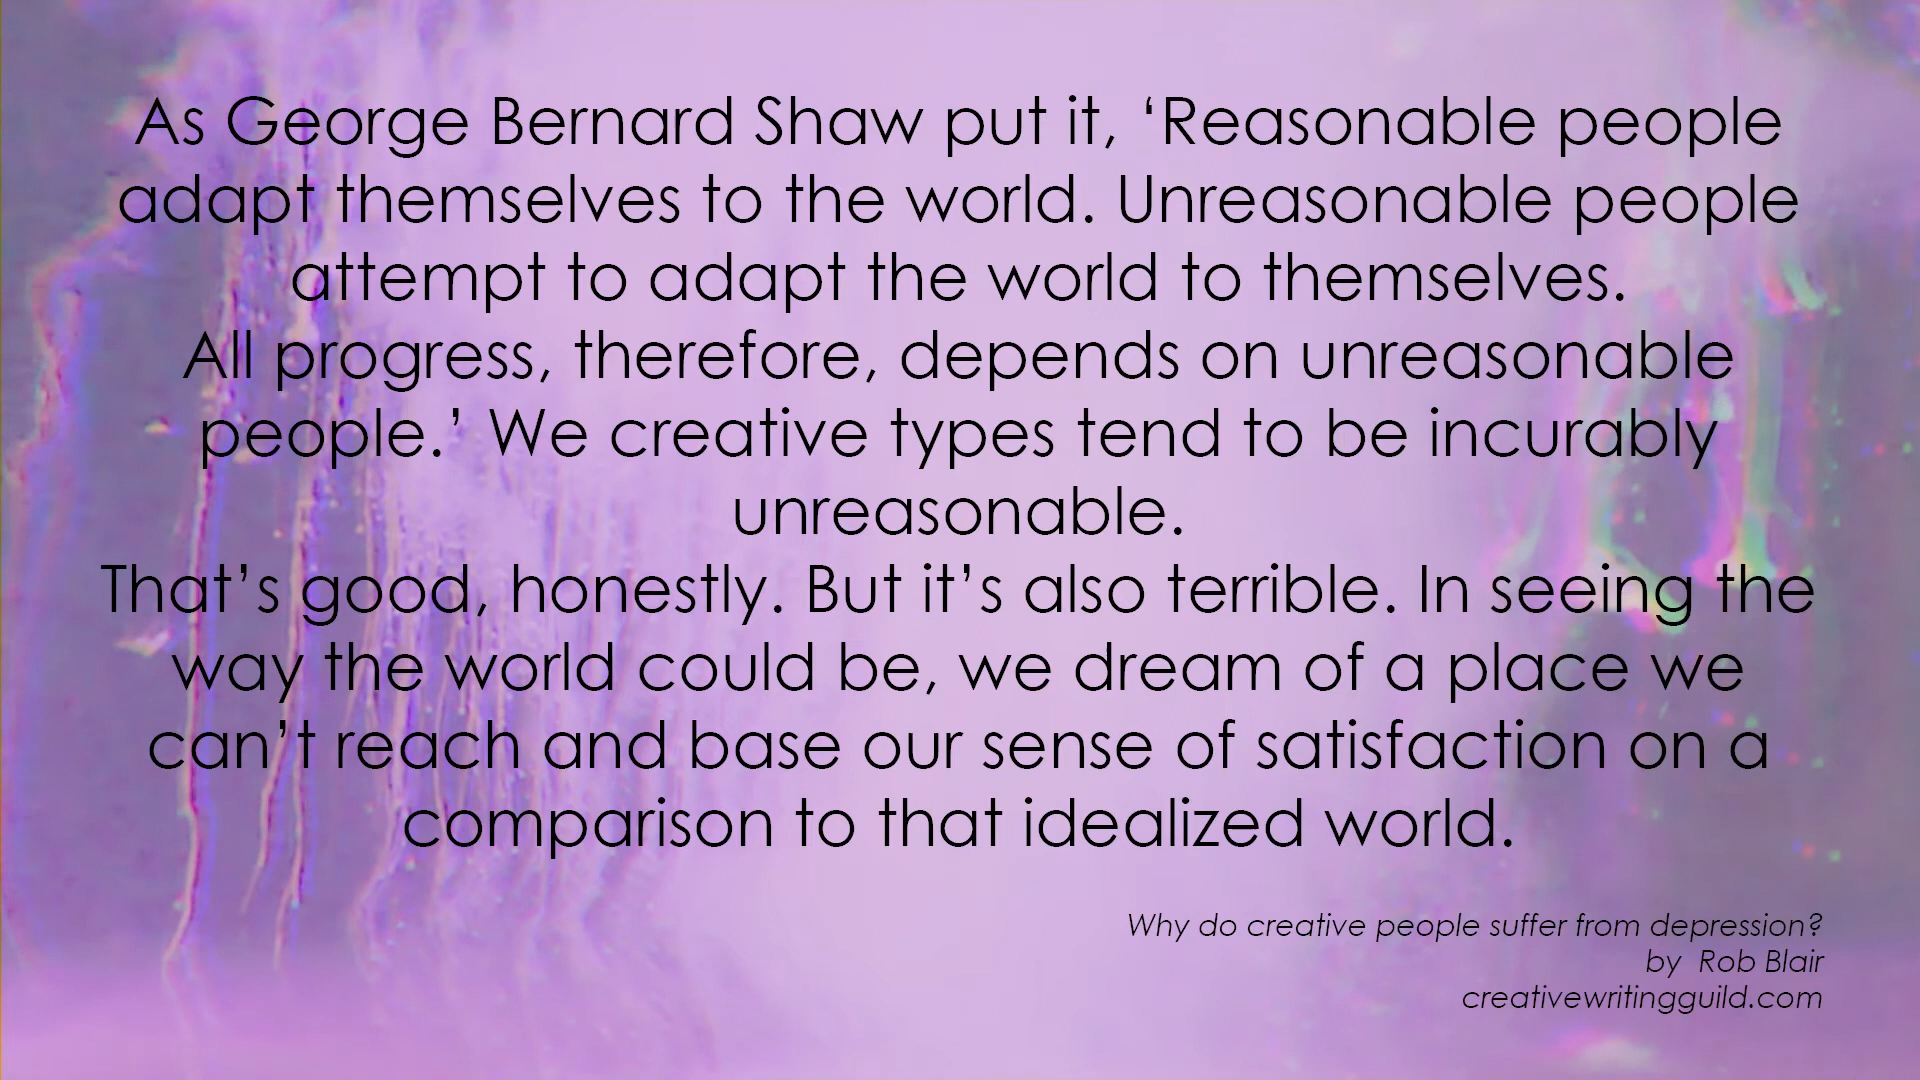 As George Bernard Shaw put it, ‘Reasonable people
adapt themselves to the world. Unreasonable people
attempt to adapt the world to themselves.
All progress, therefore, depends on unreasonable
people.’ We creative types tend to be incurably
unreasonable.
That’s good, honestly. But it’s also terrible. In seeing the
way the world could be, we dream of a place we
can’t reach and base our sense of satisfaction on a
comparison to that idealized world.
Why do creative people suffer from depression?
by  Rob Blair
creativewritingguild.com